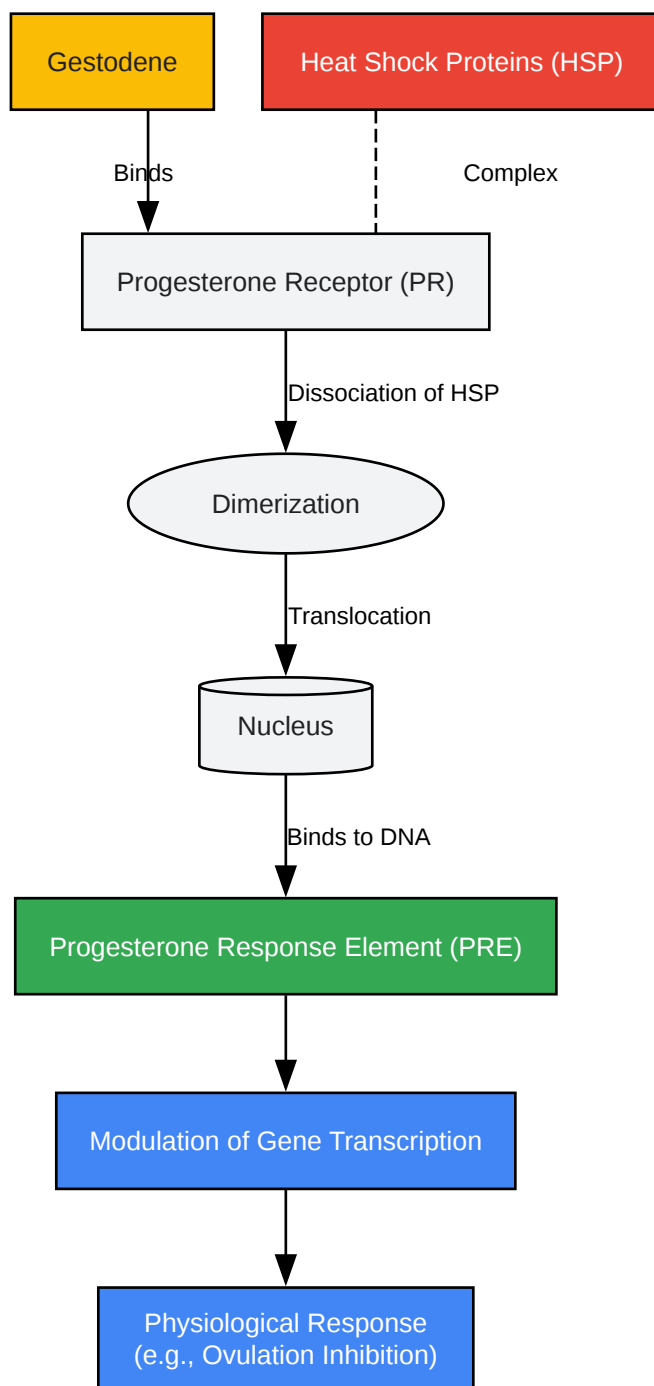 Gestodene
Heat Shock Proteins (HSP)
Binds
Complex
Progesterone Receptor (PR)
Dissociation of HSP
Dimerization
Translocation
Nucleus
Binds to DNA
Progesterone Response Element (PRE)
Modulation of Gene Transcription
Physiological Response
(e.g., Ovulation Inhibition)